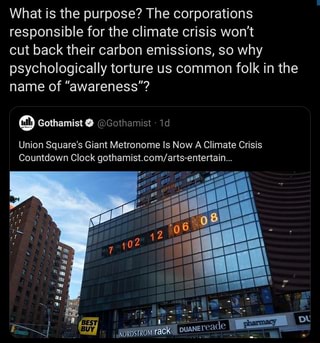 What is the purpose? The corporations
responsible for the climate crisis won’t
cut back their carbon emissions, so why
psychologically torture us common folk in the
name of “awareness”?
Gothamist @Gothamist · 1d
Union Square's Giant Metronome Is Now A Climate Crisis
Countdown Clock gothamist.com/arts-entertain...
7 102 12 06 08
BEST
BUY
NORDSTROM rack
DUANE reade
pharmacy
DU